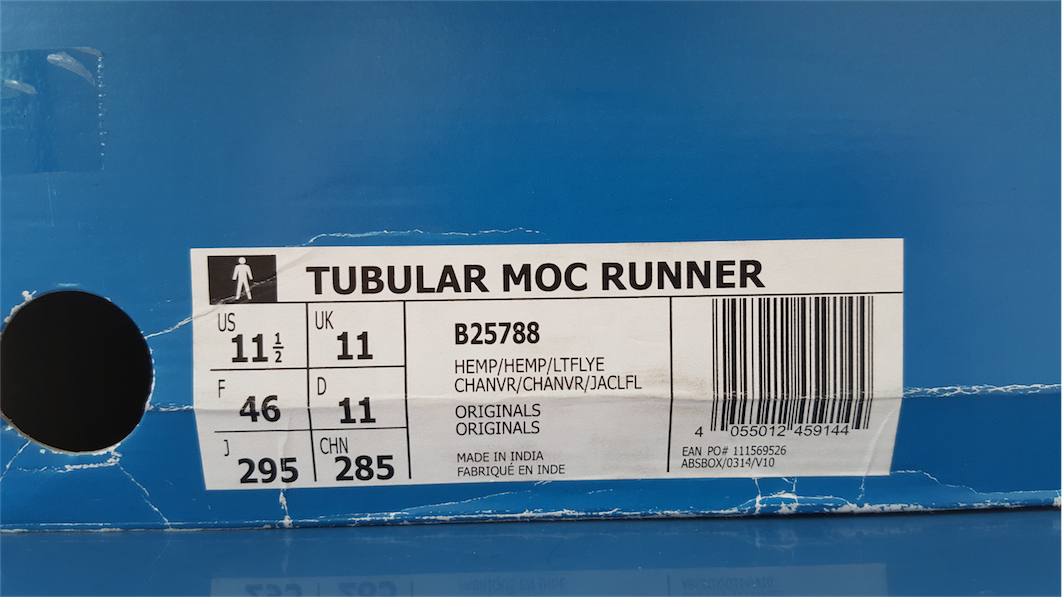 TUBULAR MOC RUNNER
US
11 1/2
UK
11
F
46
D
11
J
295
CHN
285
B25788
HEMP/HEMP/LTFLYE
CHANVR/CHANVR/JACLFL
ORIGINALS
ORIGINALS
MADE IN INDIA
FABRIQUÉ EN INDE
4 055012 459144
EAN PO# 111569526
ABSBOX/0314/V10